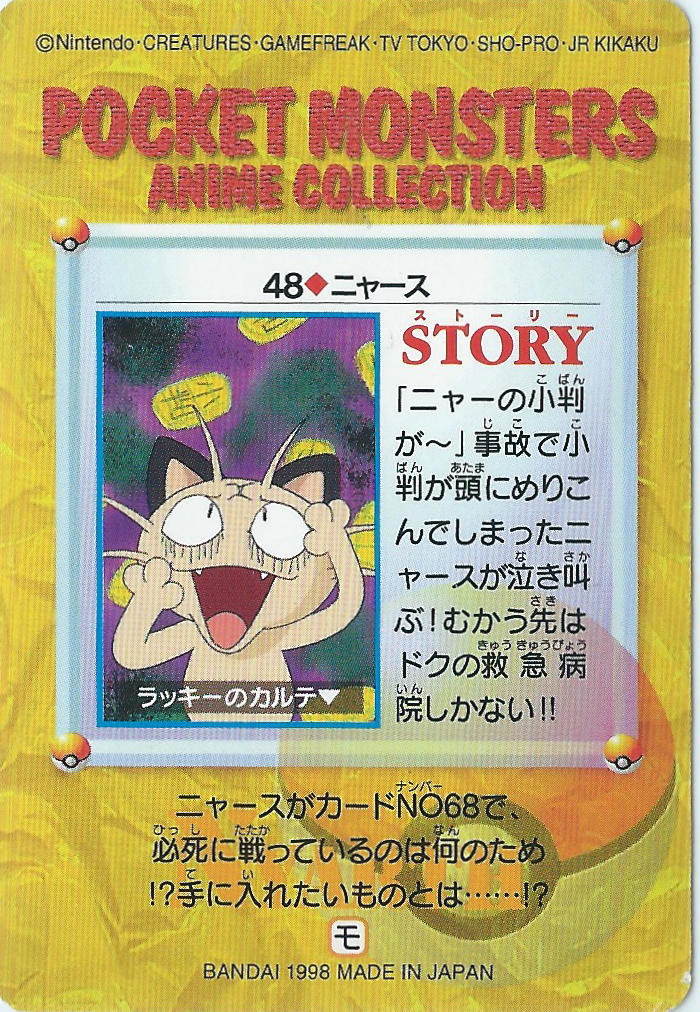 ©Nintendo・CREATURES・GAMEFREAK・TV TOKYO・SHO-PRO・JR KIKAKU
POCKET MONSTERS
ANIME COLLECTION
48◆ニャース
ストーリー
STORY
「ニャーの小判
が〜」事故で小
判が頭にめりこ
んでしまったニ
ャースが泣き叫
ぶ!むかう先は
ドクの救急病
院しかない!!
ラッキーのカルテ▼
ニャースがカードNO68で、
必死に戦っているのは何のため
!?手に入れたいものとは……!?
モ
BANDAI 1998 MADE IN JAPAN